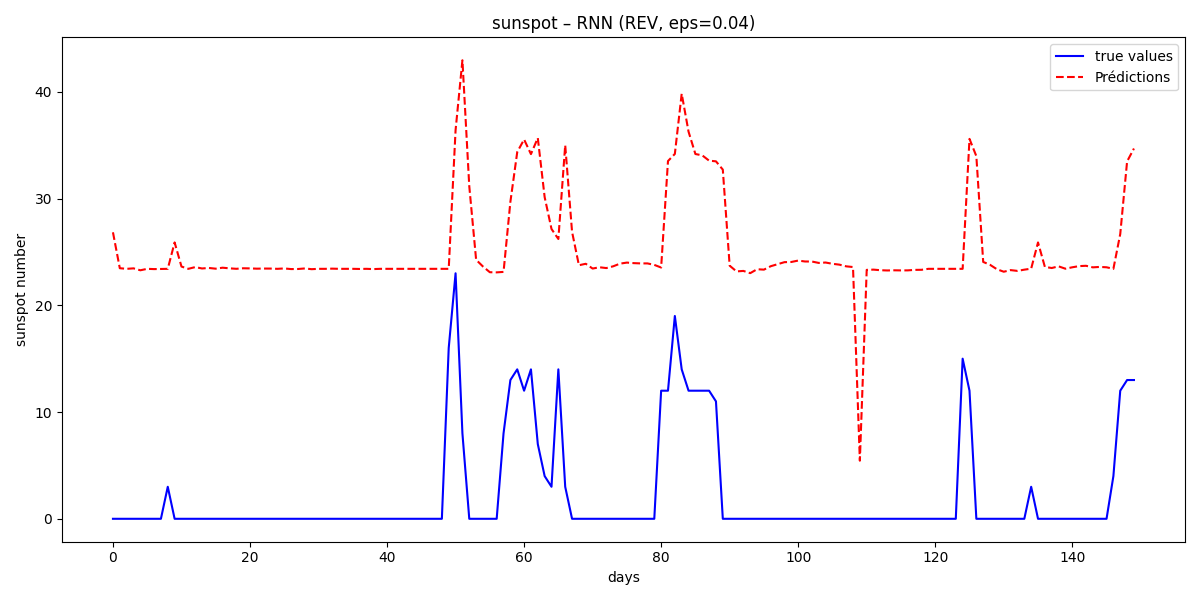 sunspot – RNN (REV, eps=0.04)
true values
Prédictions
sunspot number
40
30
20
10
0
0 20 40 60 80 100 120 140
days